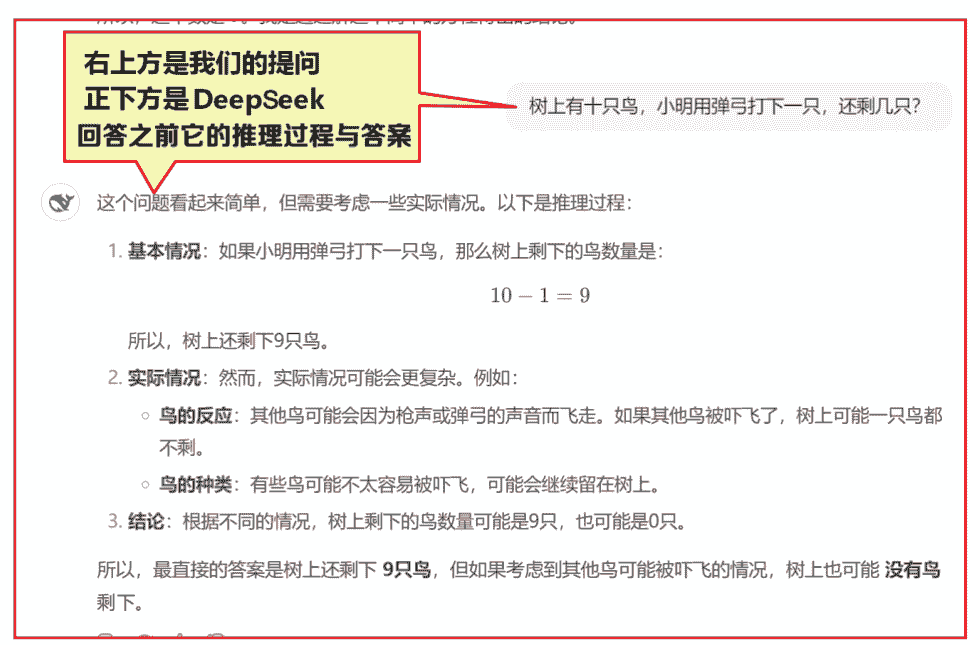 右上方是我们的提问
正下方是DeepSeek
回答之前它的推理过程与答案
树上有十只鸟，小明用弹弓打下一只，还剩几只？
这个问题看起来简单，但需要考虑一些实际情况。以下是推理过程：
1. 基本情况：如果小明用弹弓打下一只鸟，那么树上剩下的鸟数量是：
10 − 1 = 9
所以，树上还剩下9只鸟。
2. 实际情况：然而，实际情况可能会更复杂。例如：
○ 鸟的反应：其他鸟可能会因为枪声或弹弓的声音而飞走。如果其他鸟被吓飞了，树上可能一只鸟都
不剩。
○ 鸟的种类：有些鸟可能不太容易被吓飞，可能会继续留在树上。
3. 结论：根据不同的情况，树上剩下的鸟数量可能是9只，也可能是0只。
所以，最直接的答案是树上还剩下 9只鸟，但如果考虑到其他鸟可能被吓飞的情况，树上也可能 没有鸟
剩下。